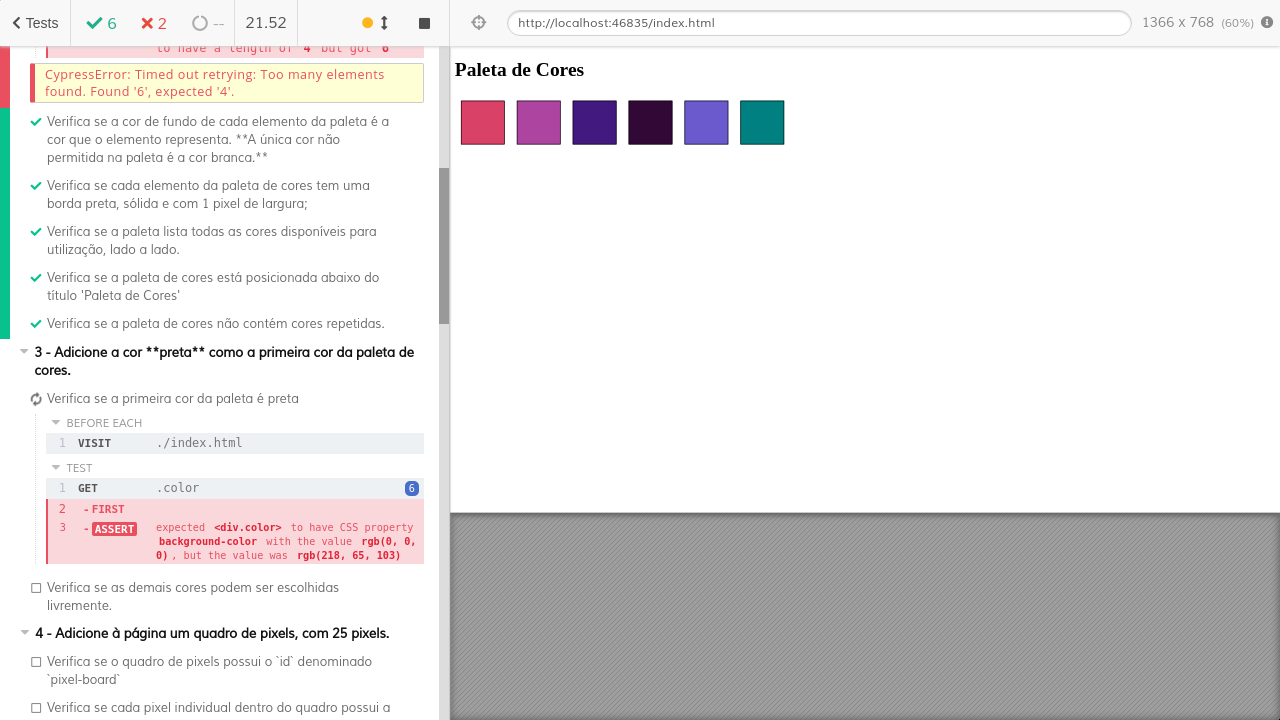 Tests
6
2
--
21.52
http://localhost:46835/index.html
1366 x 768 (60%)
to have a length of 4 but got 6
CypressError: Timed out retrying: Too many elements
found. Found '6', expected '4'.
Verifica se a cor de fundo de cada elemento da paleta é a
cor que o elemento representa. **A única cor não
permitida na paleta é a cor branca.**
Verifica se cada elemento da paleta de cores tem uma
borda preta, sólida e com 1 pixel de largura;
Verifica se a paleta lista todas as cores disponíveis para
utilização, lado a lado.
Verifica se a paleta de cores está posicionada abaixo do
título 'Paleta de Cores'
Verifica se a paleta de cores não contém cores repetidas.
3 - Adicione a cor **preta** como a primeira cor da paleta de
cores.
Verifica se a primeira cor da paleta é preta
BEFORE EACH
1 VISIT ./index.html
TEST
1 GET .color 6
2 - FIRST
3 - ASSERT expected <div.color> to have CSS property
background-color with the value rgb(0, 0,
0), but the value was rgb(218, 65, 103)
Verifica se as demais cores podem ser escolhidas
livremente.
4 - Adicione à página um quadro de pixels, com 25 pixels.
Verifica se o quadro de pixels possui o `id` denominado
`pixel-board`
Verifica se cada pixel individual dentro do quadro possui a
Paleta de Cores